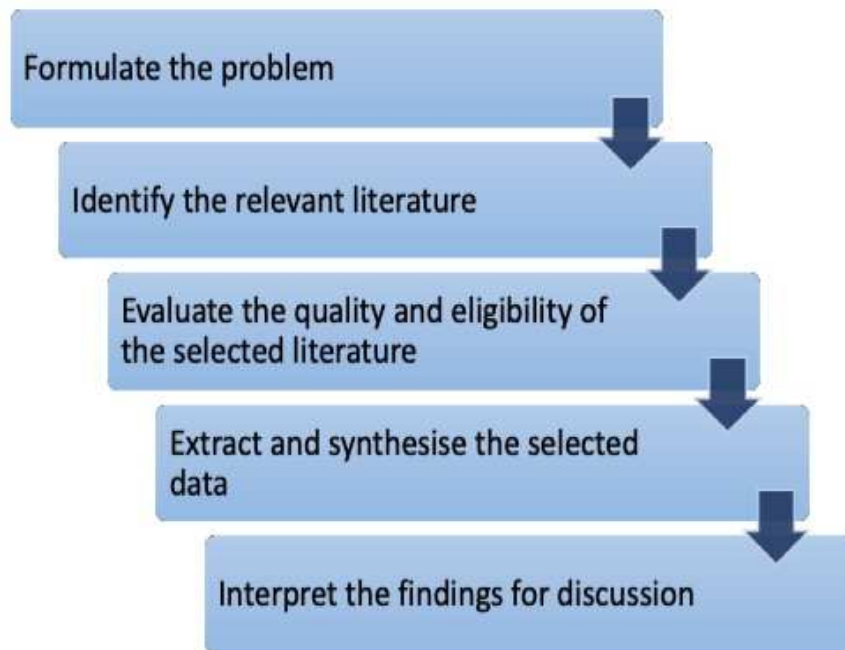 Formulate the problem
Identify the relevant literature
Evaluate the quality and eligibility of
the selected literature
Extract and synthesise the selected
data
Interpret the findings for discussion